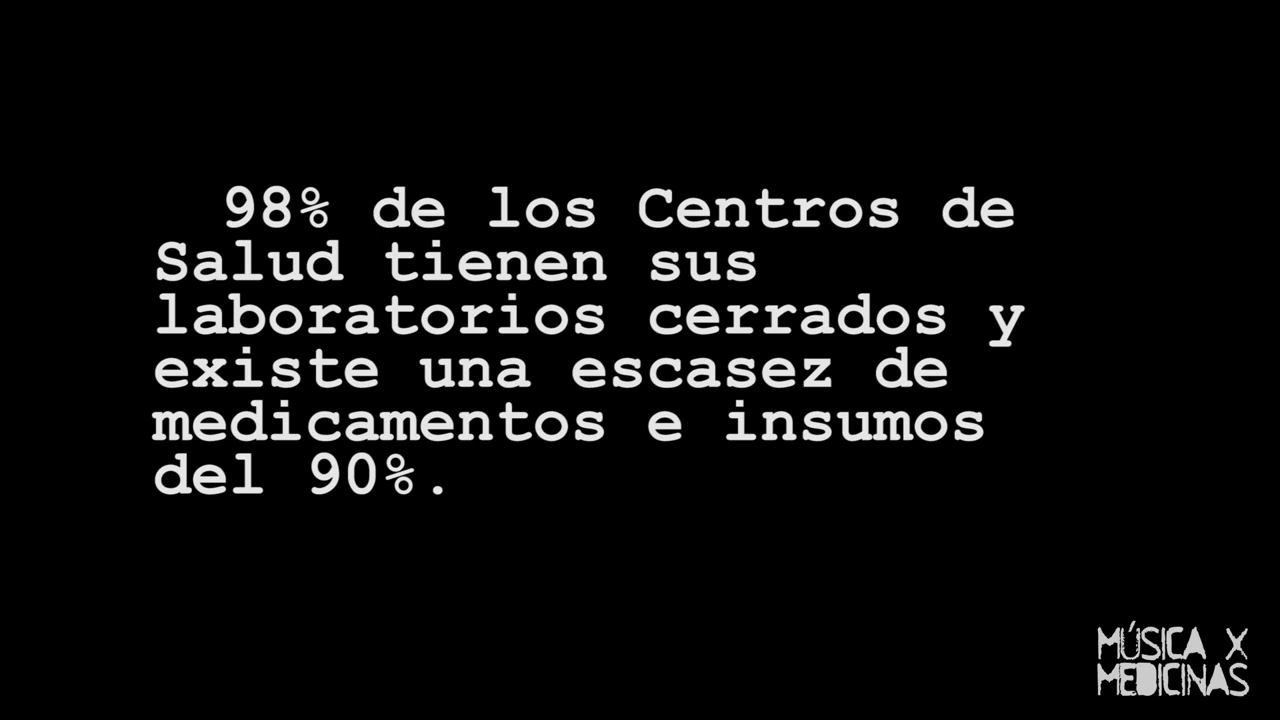 98% de los Centros de
Salud tienen sus
laboratorios cerrados y
existe una escasez de
medicamentos e insumos
del 90%.
MÚSICA X
MEDICINAS